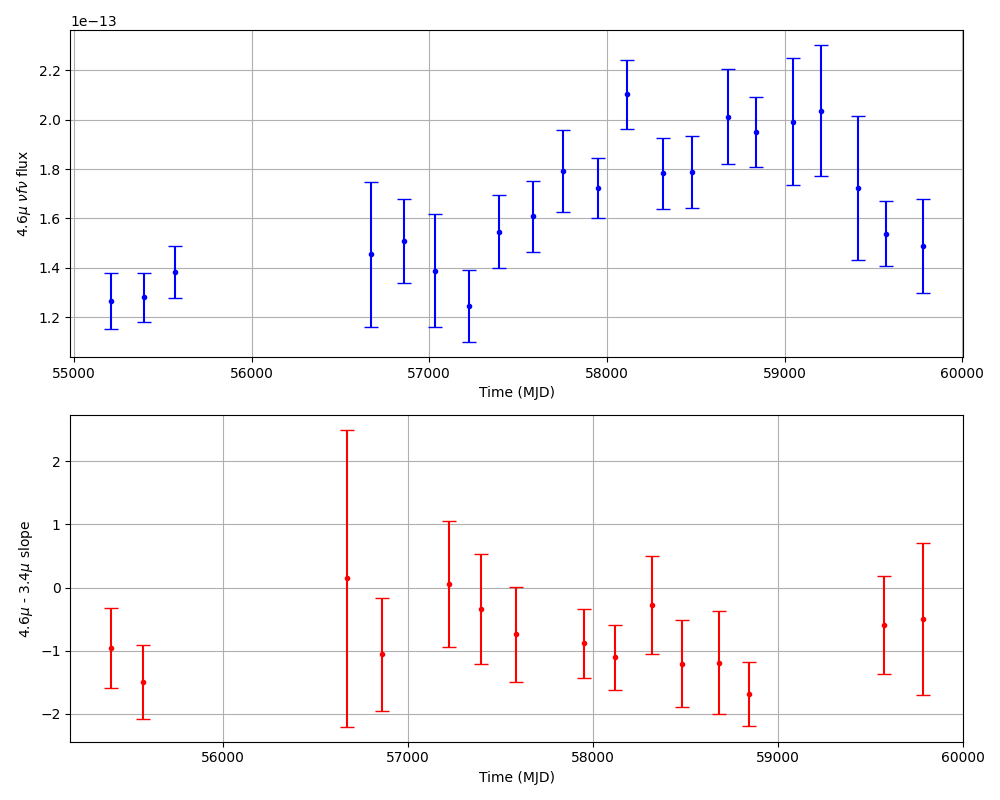 1e−13
2.2
2.0
1.8
1.6
1.4
1.2
4.6μ νfν flux
55000 56000 57000 58000 59000 60000
Time (MJD)
2
1
0
−1
−2
4.6μ - 3.4μ slope
56000 57000 58000 59000 60000
Time (MJD)